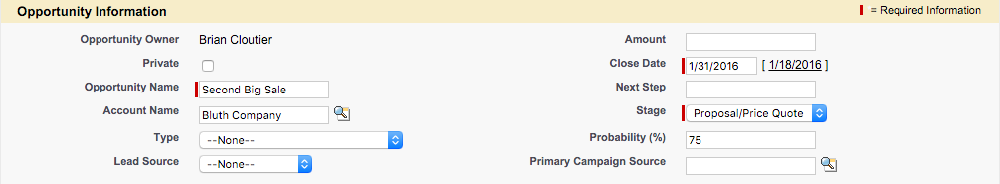 Opportunity Information = Required Information
Opportunity Owner Brian Cloutier Amount
Private Close Date 1/31/2016 [ 1/18/2016 ]
Opportunity Name Second Big Sale Next Step
Account Name Bluth Company Stage Proposal/Price Quote
Type --None-- Probability (%) 75
Lead Source --None-- Primary Campaign Source